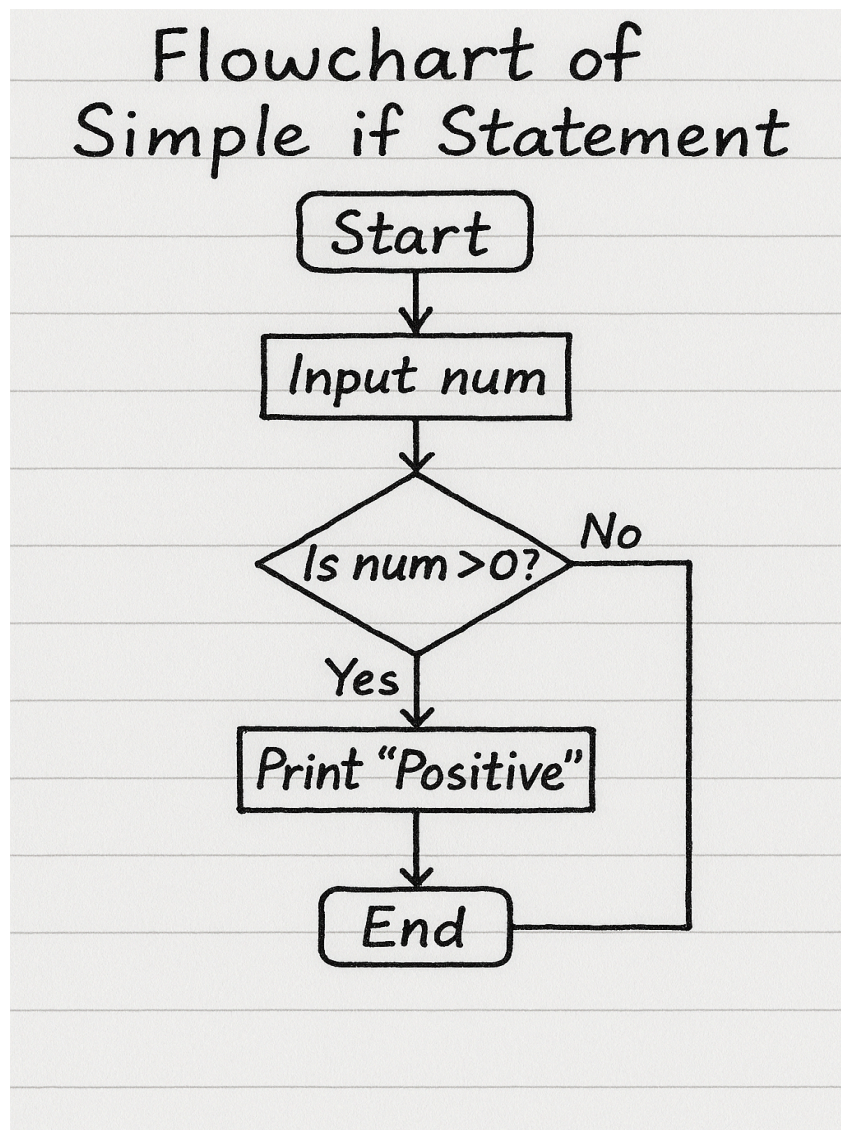 Flowchart of
Simple if Statement
Start
Input num
Is num >0?
No
Yes
Print “Positive”
End